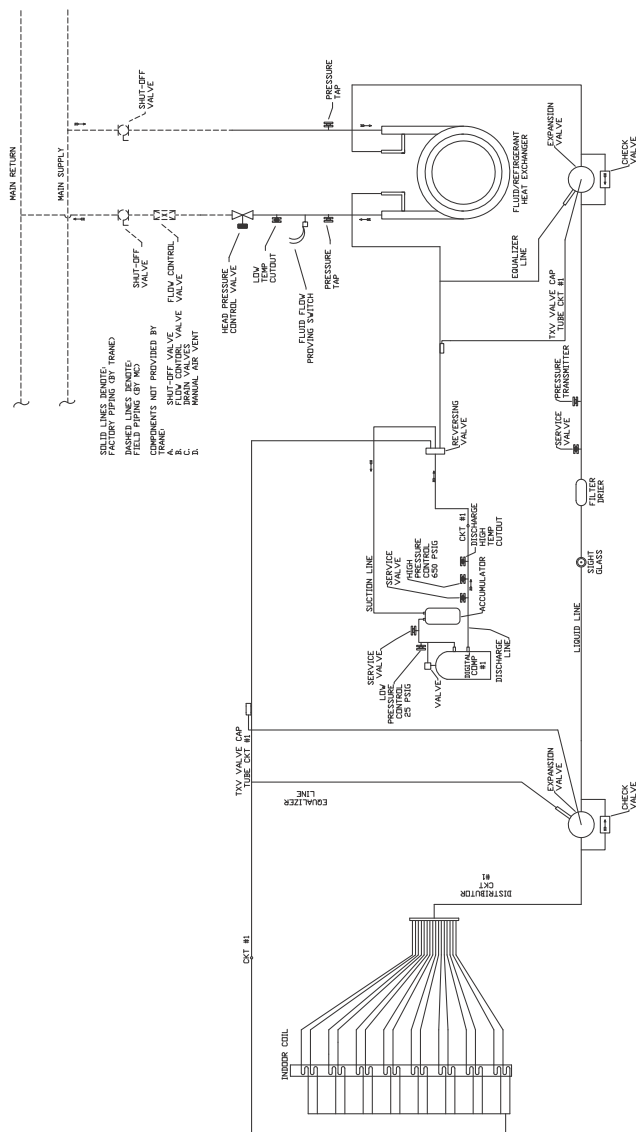 MAIN RETURN
MAIN SUPPLY
SHUT-OFF
VALVE
SHUT-OFF
VALVE
FLOW CONTROL
VALVE
HEAD PRESSURE
CONTROL VALVE
LOW
TEMP
CUTOUT
FLUID FLOW
PROVING SWITCH
PRESSURE
TAP
PRESSURE
TAP
FLUID/REFRIGERANT
HEAT EXCHANGER
EXPANSION
VALVE
CHECK
VALVE
EQUALIZER
LINE
TXV VALVE CAP
TUBE CKT #1
SOLID LINES DENOTE:
FACTORY PIPING (BY TRANE)
DASHED LINES DENOTE:
FIELD PIPING (BY MC)
COMPONENTS NOT PROVIDED BY
TRANE:
A. SHUT-OFF VALVE
B. FLOW CONTORL VALVE
C. DRAIN VALVES
D. MANUAL AIR VENT
REVERSING
VALVE
PRESSURE
TRANSMITTER
SERVICE
VALVE
FILTER
DRIER
SIGHT
GLASS
LIQUID LINE
SUCTION LINE
CKT #1
DISCHARGE
HIGH
TEMP
CUTOUT
HIGH
PRESSURE
CONTROL
650 PSIG
SERVICE
VALVE
ACCUMULATOR
DISCHARGE
LINE
DIGITAL
COMP
#1
SERVICE
VALVE
LOW
PRESSURE
CONTROL
25 PSIG
VALVE
TXV VALVE CAP
TUBE CKT #1
EQUALIZER
LINE
EXPANSION
VALVE
CHECK
VALVE
DISTRIBUTOR
CKT
#1
CKT #1
INDOOR COIL